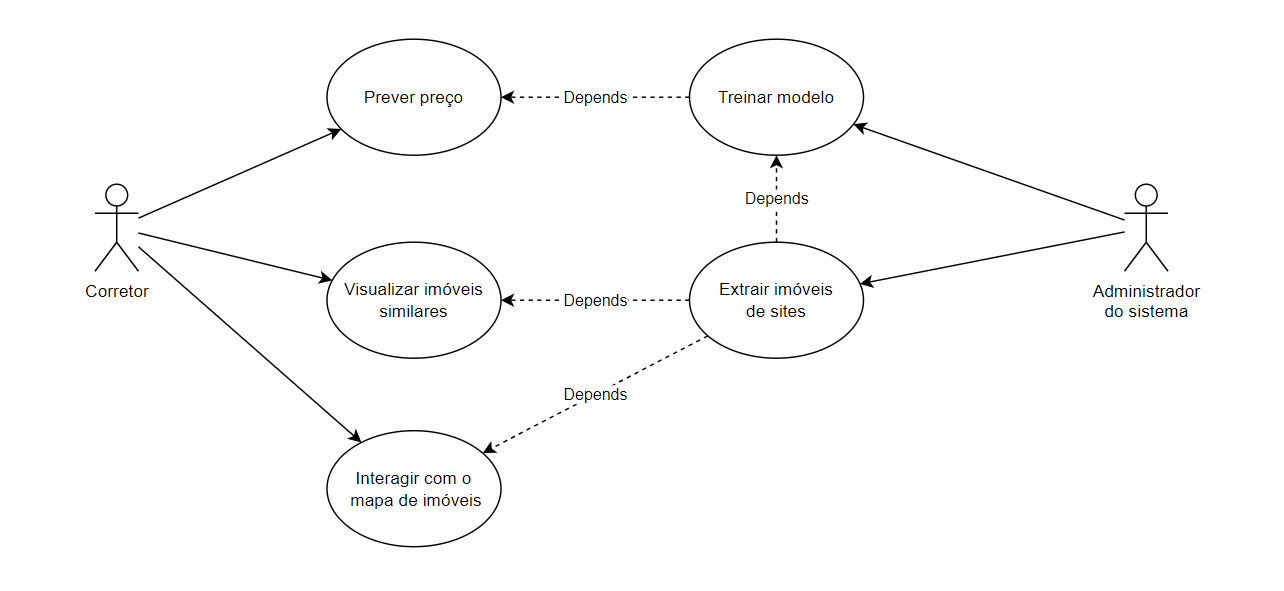 Prever preço
Depends
Treinar modelo
Depends
Corretor
Visualizar imóveis
similares
Depends
Extrair imóveis
de sites
Administrador
do sistema
Depends
Interagir com o
mapa de imóveis